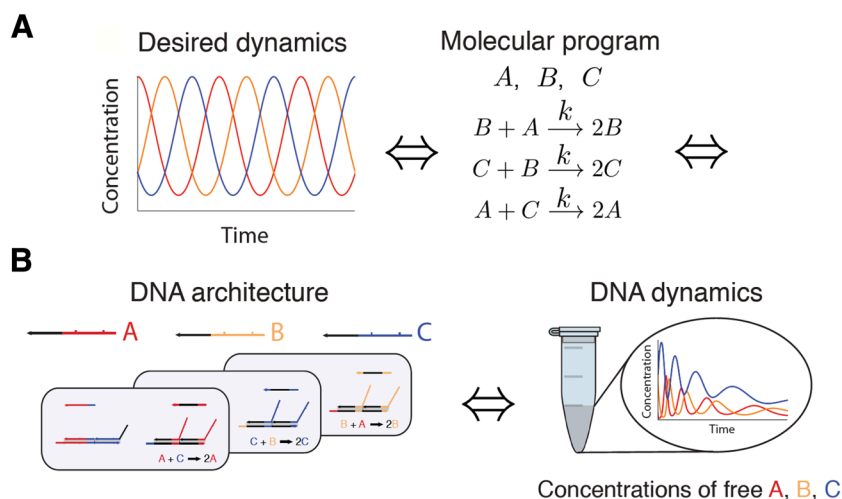 A
Desired dynamics
Concentration
Time
Molecular program
A, B, C
B + A →k 2B
C + B →k 2C
A + C →k 2A
B
DNA architecture
A
B
C
A + C → 2A
C + B → 2C
B + A → 2B
DNA dynamics
Concentration
Time
Concentrations of free A, B, C